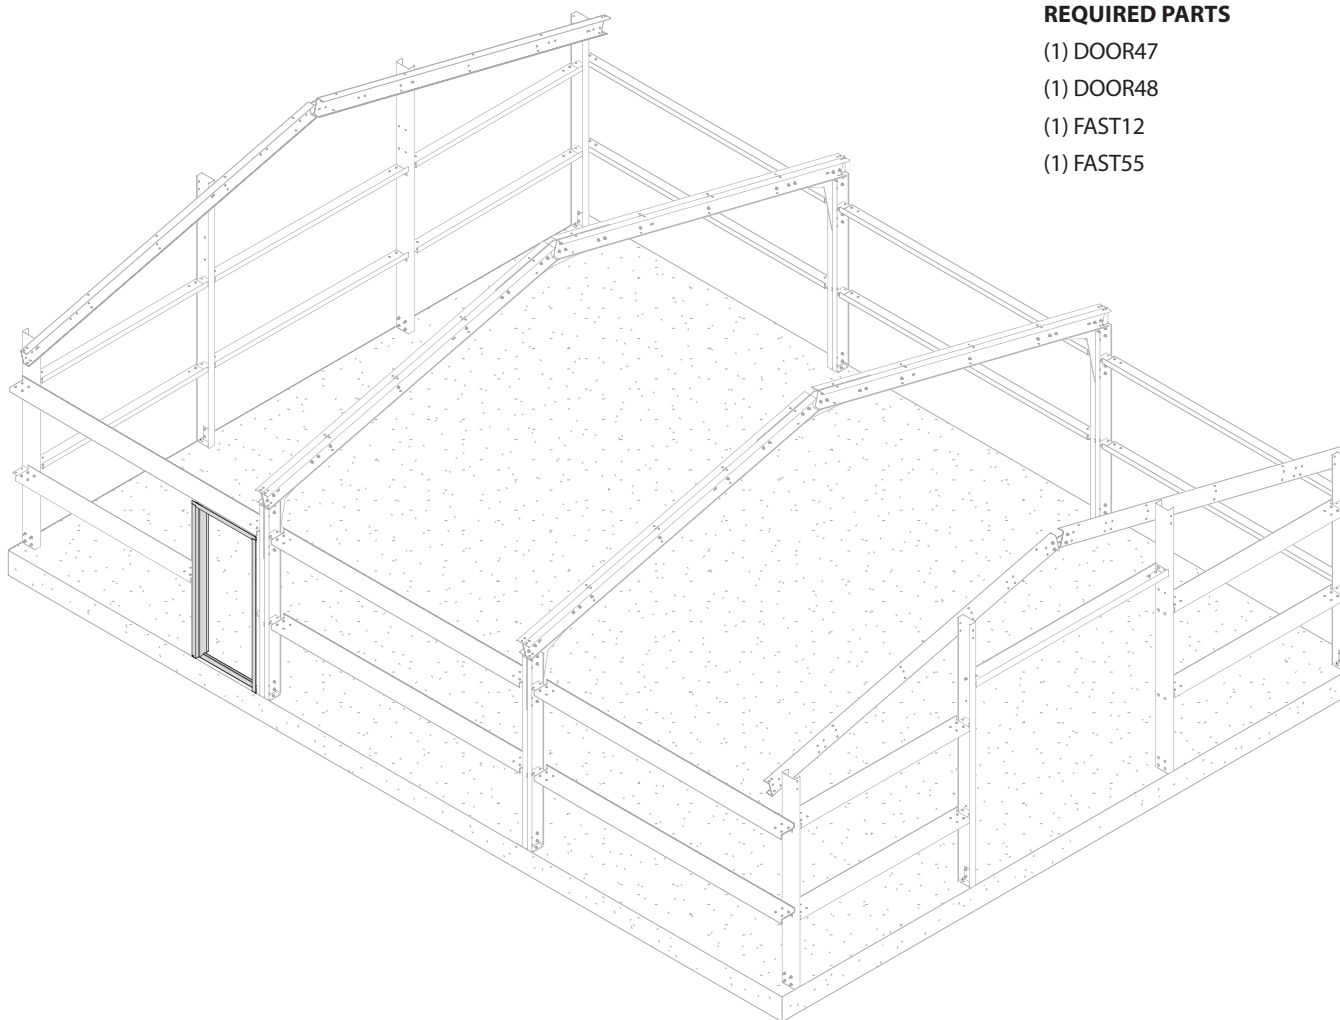 REQUIRED PARTS
(1) DOOR47
(1) DOOR48
(1) FAST12
(1) FAST55